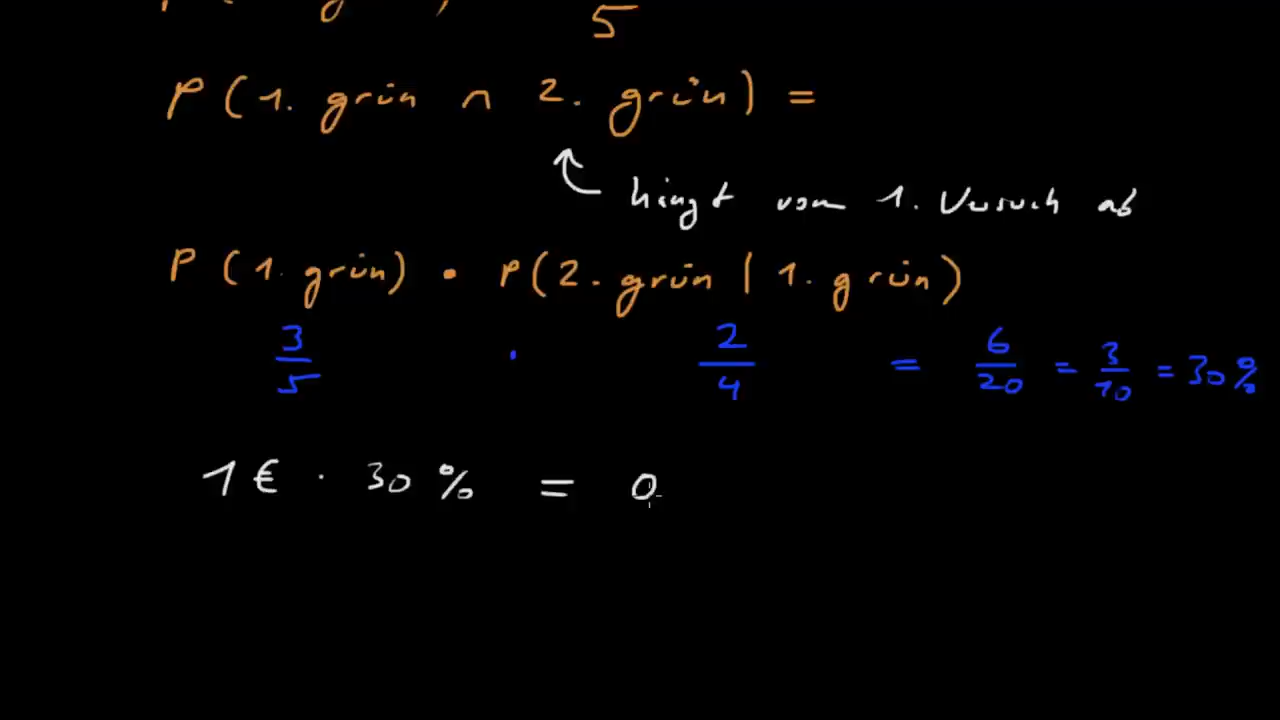 5
P(1. grün ∩ 2. grün) =
hängt vom 1. Versuch ab
P(1. grün) • P(2. grün | 1. grün)
3/5 · 2/4 = 6/20 = 3/10 = 30%
1€ · 30% = 0